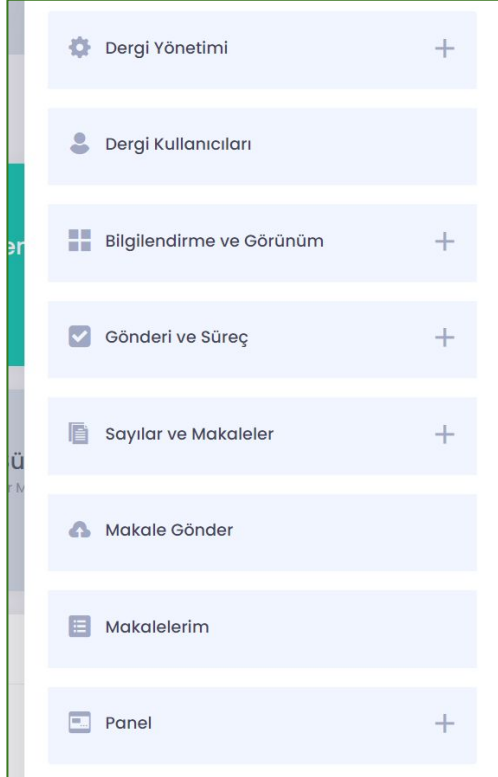 Dergi Yönetimi
Dergi Kullanıcıları
Bilgilendirme ve Görünüm
Gönderi ve Süreç
Sayılar ve Makaleler
Makale Gönder
Makalelerim
Panel